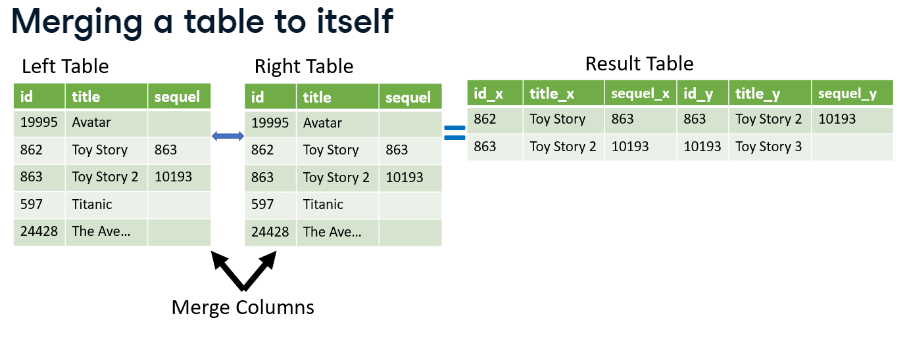 Merging a table to itself
Left Table
id title sequel
19995 Avatar
862 Toy Story 863
863 Toy Story 2 10193
597 Titanic
24428 The Ave...
Right Table
id title sequel
19995 Avatar
862 Toy Story 863
863 Toy Story 2 10193
597 Titanic
24428 The Ave...
=
Result Table
id_x title_x sequel_x id_y title_y sequel_y
862 Toy Story 863 863 Toy Story 2 10193
863 Toy Story 2 10193 10193 Toy Story 3
Merge Columns